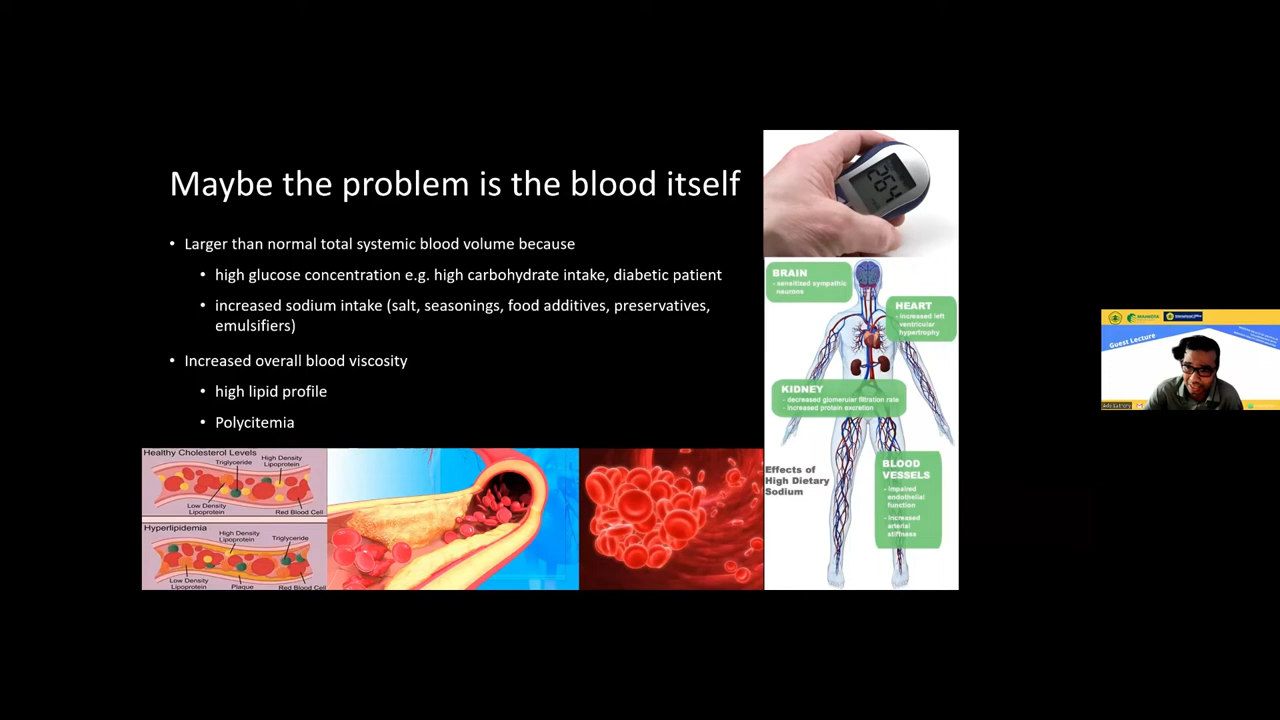 Maybe the problem is the blood itself
• Larger than normal total systemic blood volume because
• high glucose concentration e.g. high carbohydrate intake, diabetic patient
• increased sodium intake (salt, seasonings, food additives, preservatives,
emulsifiers)
• Increased overall blood viscosity
• high lipid profile
• Polycitemia
264
BRAIN
- sensitized sympathic
neurons
HEART
- increased left
ventricular
hypertrophy
KIDNEY
- decreased glomerular filtration rate
- increased protein excretion
Effects of
High Dietary
Sodium
BLOOD
VESSELS
- impaired
endothelial
function
- increased
arterial
stiffness
Healthy Cholesterol Levels
Triglyceride
High Density
Lipoprotein
Low Density
Lipoprotein
Red Blood Cell
Hyperlipidemia
High Density
Lipoprotein
Triglyceride
Low Density
Lipoprotein
Plaque
Red Blood Cell
Guest Lecture